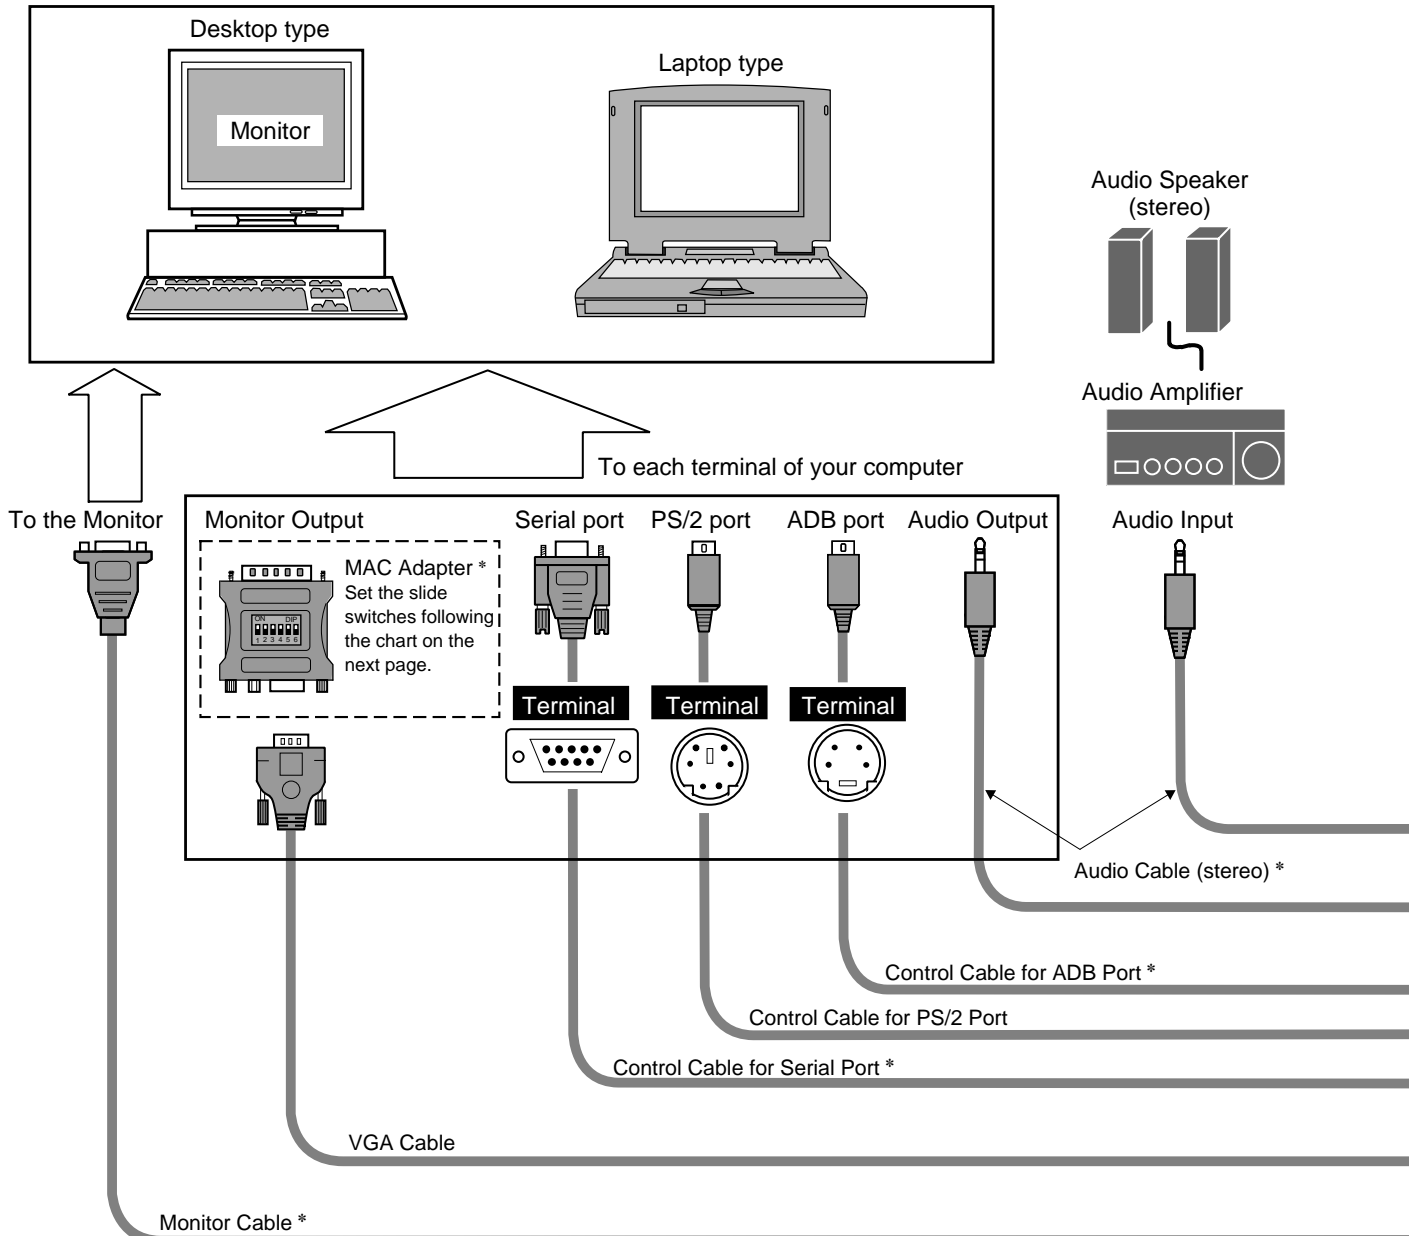 Desktop type
Laptop type
Monitor
Audio Speaker
(stereo)
Audio Amplifier
To each terminal of your computer
To the Monitor
Monitor Output
Serial port
PS/2 port
ADB port
Audio Output
Audio Input
MAC Adapter *
Set the slide
switches following
the chart on the
next page.
ON DIP
1 2 3 4 5 6
Terminal
Terminal
Terminal
Audio Cable (stereo) *
Control Cable for ADB Port *
Control Cable for PS/2 Port
Control Cable for Serial Port *
VGA Cable
Monitor Cable *